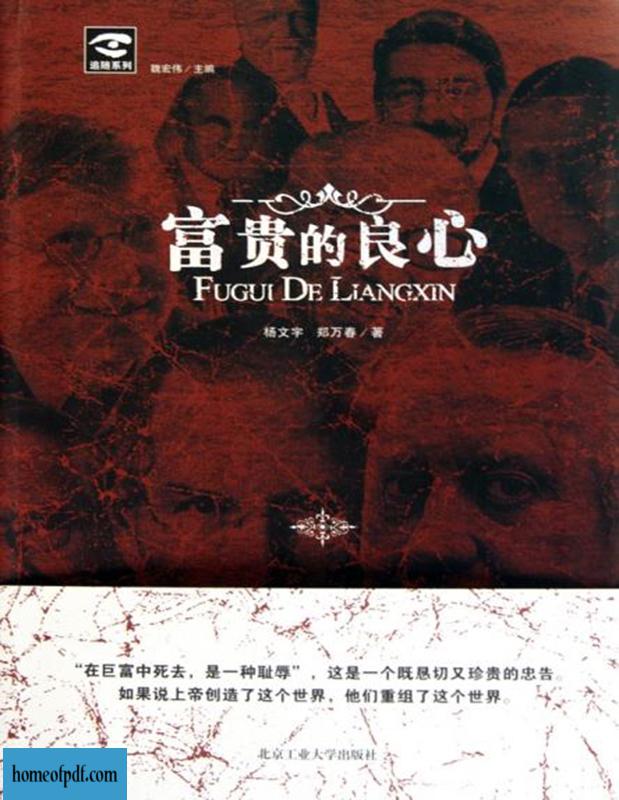 追随系列
魏宏伟／主编
富贵的良心
FUGUI DE LIANGXIN
杨文宇 郑万春／著
“在巨富中死去，是一种耻辱”，这是一个既恳切又珍贵的忠告。
如果说上帝创造了这个世界，他们重组了这个世界。
北京工业大学出版社
homeofpdf.com